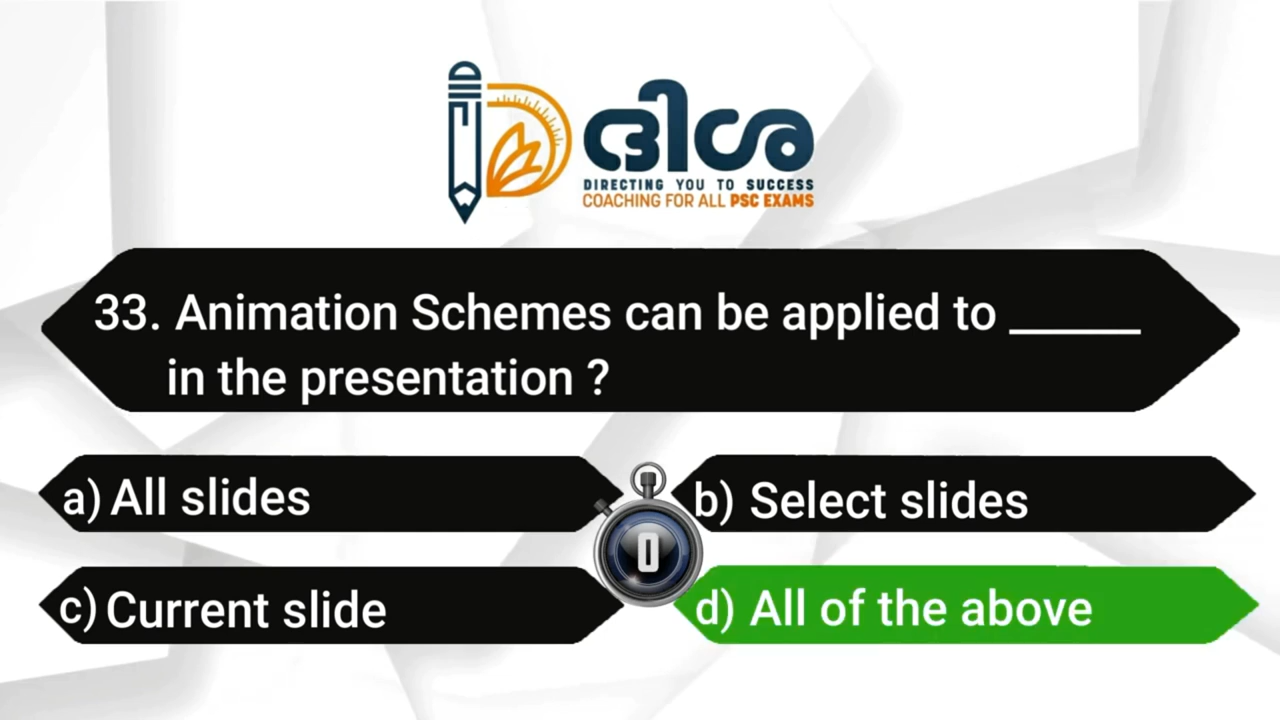 ദിശ
DIRECTING YOU TO SUCCESS
COACHING FOR ALL PSC EXAMS
33. Animation Schemes can be applied to ______
in the presentation ?
a) All slides
b) Select slides
0
c) Current slide
d) All of the above